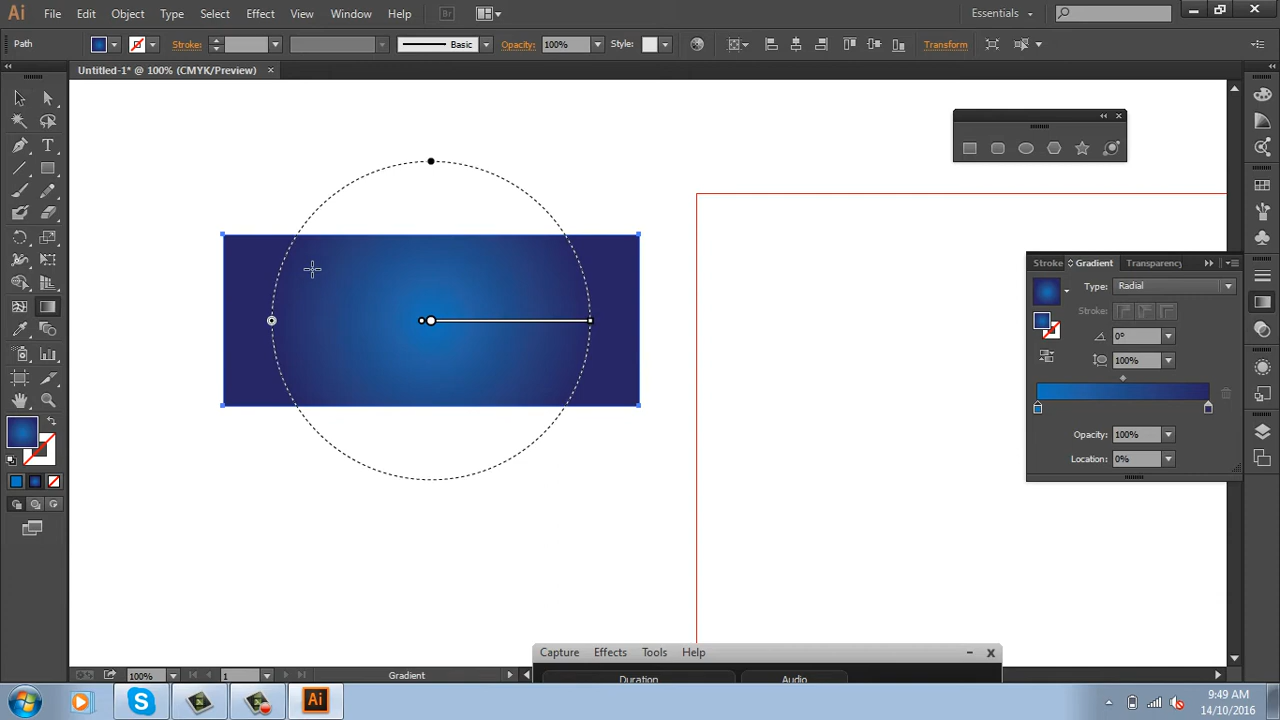 Ai File Edit Object Type Select Effect View Window Help Br Essentials
Path Stroke: Basic Opacity: 100% Style: Transform
Untitled-1* @ 100% (CMYK/Preview)
Stroke Gradient Transparency
Type: Radial
Stroke:
0°
100%
Opacity: 100%
Location: 0%
Capture Effects Tools Help
100% 1 Gradient
Duration Audio
Ai
9:49 AM
14/10/2016